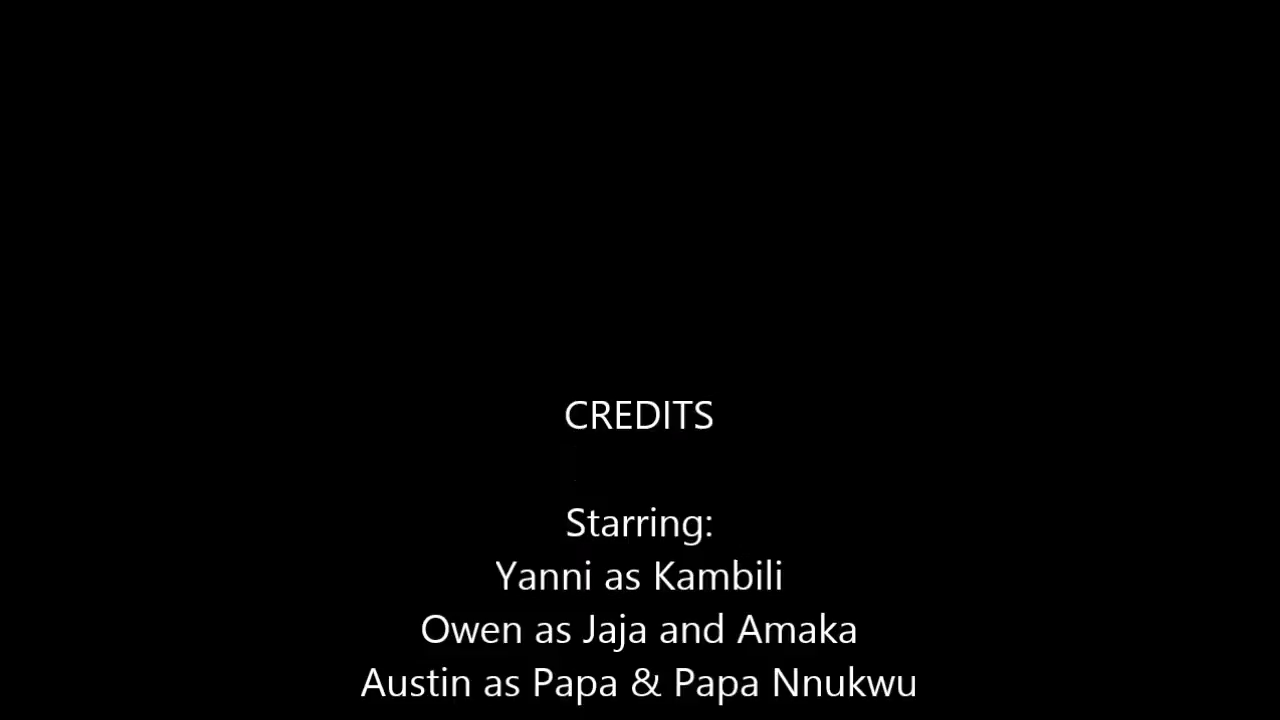 CREDITS
Starring:
Yanni as Kambili
Owen as Jaja and Amaka
Austin as Papa & Papa Nnukwu